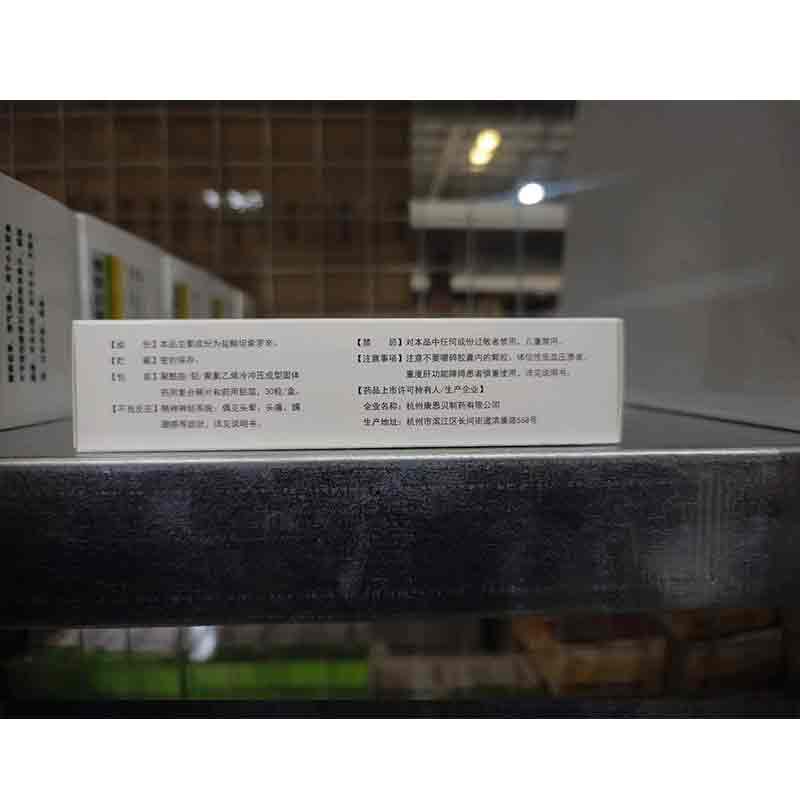 【成 份】本品主要成份为盐酸坦索罗辛。
【贮 藏】密封保存。
【包 装】聚酰胺/铝/聚氯乙烯冷冲压成型固体
药用复合硬片和药用铝箔，30粒/盒。
【不良反应】精神神经系统：偶见头晕，头痛，蹒
跚感等症状，详见说明书。
【禁 忌】对本品中任何成份过敏者禁用。儿童禁用。
【注意事项】注意不要嚼碎胶囊内的颗粒。体位性低血压患者、
重度肝功能障碍患者慎重使用。详见说明书。
【药品上市许可持有人/生产企业】
企业名称：杭州康恩贝制药有限公司
生产地址：杭州市滨江区长河街道滨康路568号